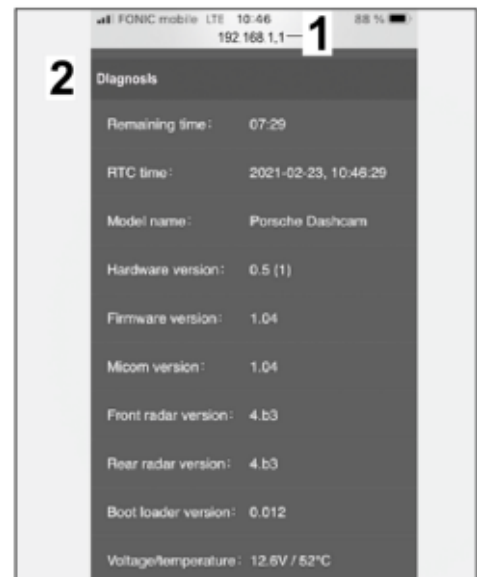 FONIC mobile LTE 10:46 88 %
192.168.1.1 1
2 Diagnosis
Remaining time: 07:29
RTC time: 2021-02-23, 10:46:29
Model name: Porsche Dashcam
Hardware version: 0.5 (1)
Firmware version: 1.04
Micom version: 1.04
Front radar version: 4.b3
Rear radar version: 4.b3
Boot loader version: 0.012
Voltage/temperature: 12.6V / 52°C